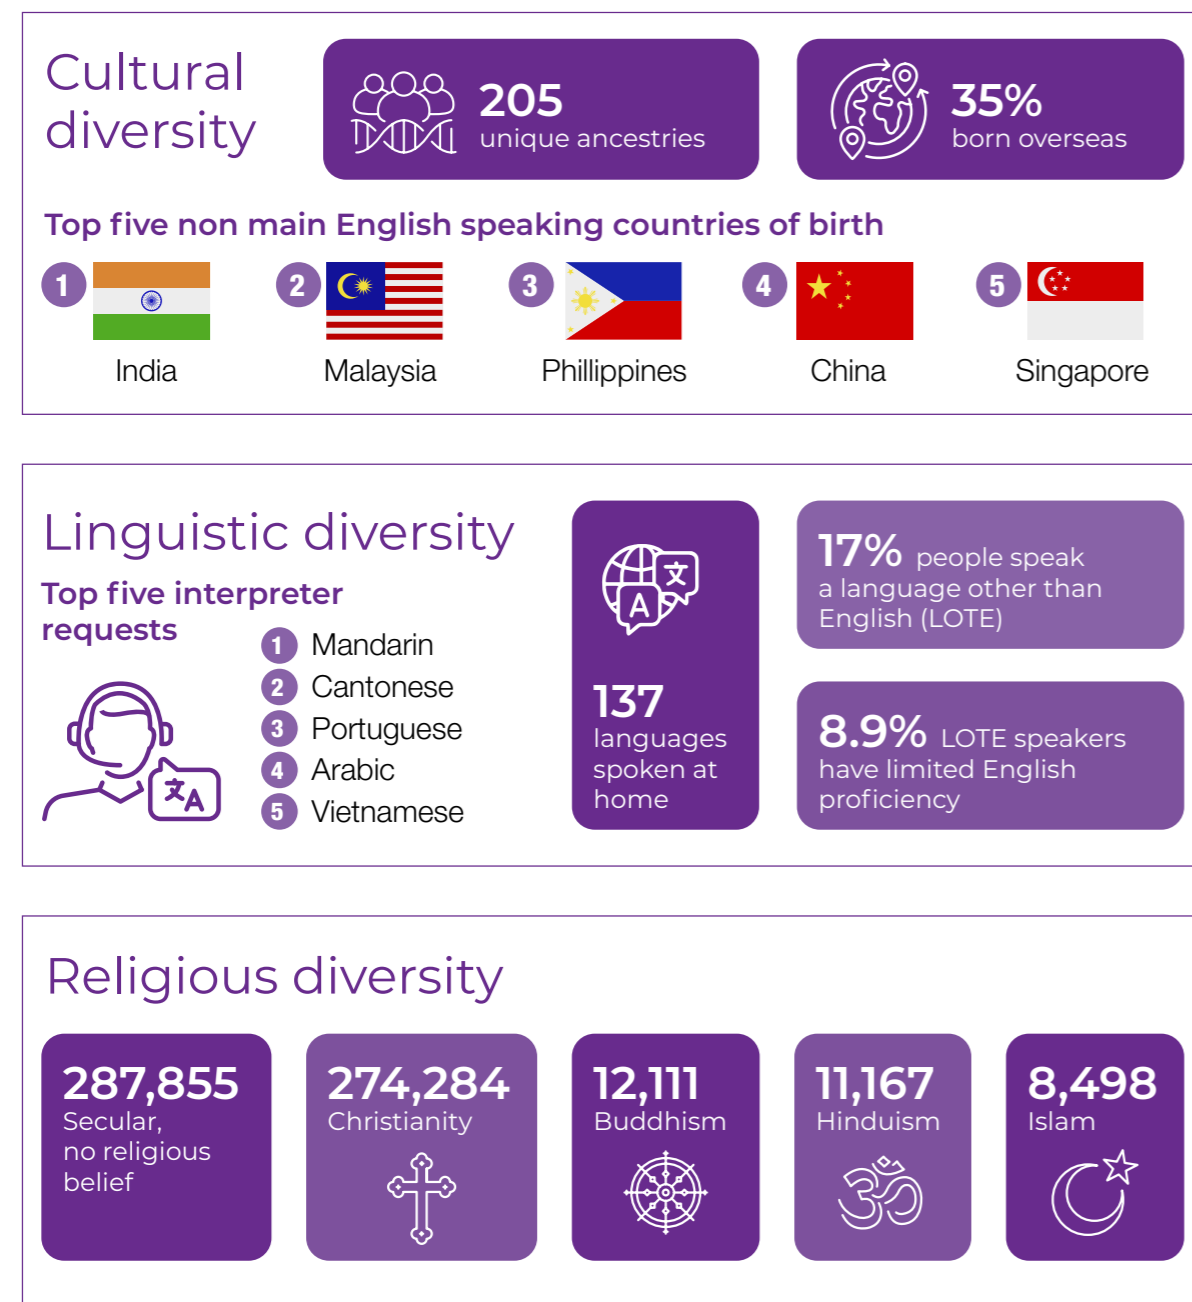 Cultural
diversity
205
unique ancestries
35%
born overseas
Top five non main English speaking countries of birth
1
India
2
Malaysia
3
Phillippines
4
China
5
Singapore
Linguistic diversity
Top five interpreter
requests
1 Mandarin
2 Cantonese
3 Portuguese
4 Arabic
5 Vietnamese
文A
文
A
137
languages
spoken at
home
17% people speak
a language other than
English (LOTE)
8.9% LOTE speakers
have limited English
proficiency
Religious diversity
287,855
Secular,
no religious
belief
274,284
Christianity
12,111
Buddhism
11,167
Hinduism
ॐ
8,498
Islam